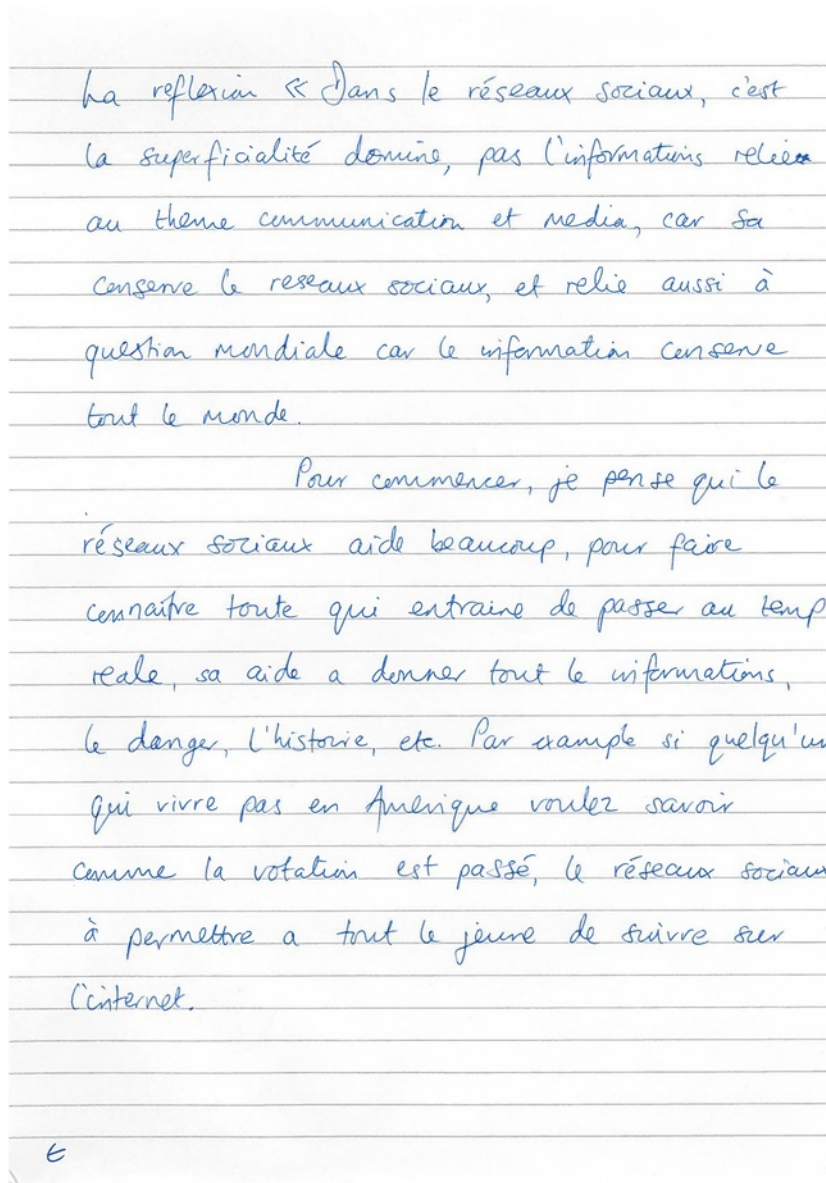 La reflexion « Dans le réseaux sociaux, c'est
la superficialité domine, pas l'informations reliée
au theme communication et media, car sa
conserve le reseaux sociaux, et relie aussi à
question mondiale car le information conserve
tout le monde.
Pour commencer, je pense qui le
réseaux sociaux aide beaucoup, pour faire
connaitre toute qui entraine de passer au temp
reale, sa aide a donner tout le informations,
le danger, l'histoire, etc. Par example si quelqu'un
qui vivre pas en Amerique voulez savoir
comme la votation est passé, le réseaux sociaux
à permettre a tout le jeune de suivre sur
l'internet.
E